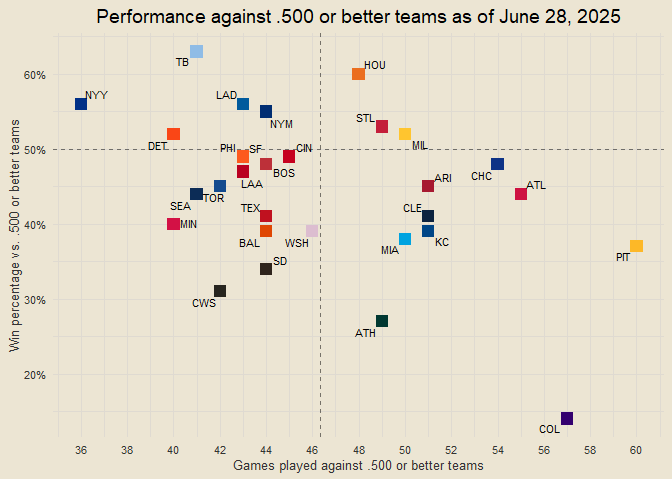 Performance against .500 or better teams as of June 28, 2025
Win percentage vs. .500 or better teams
60%
50%
40%
30%
20%
TB
HOU
NYY
LAD
NYM
STL
MIL
DET
PHI
SF
CIN
BOS
CHC
LAA
ARI
ATL
TOR
SEA
TEX
CLE
MIN
BAL
WSH
KC
MIA
PIT
SD
CWS
ATH
COL
36 38 40 42 44 46 48 50 52 54 56 58 60
Games played against .500 or better teams